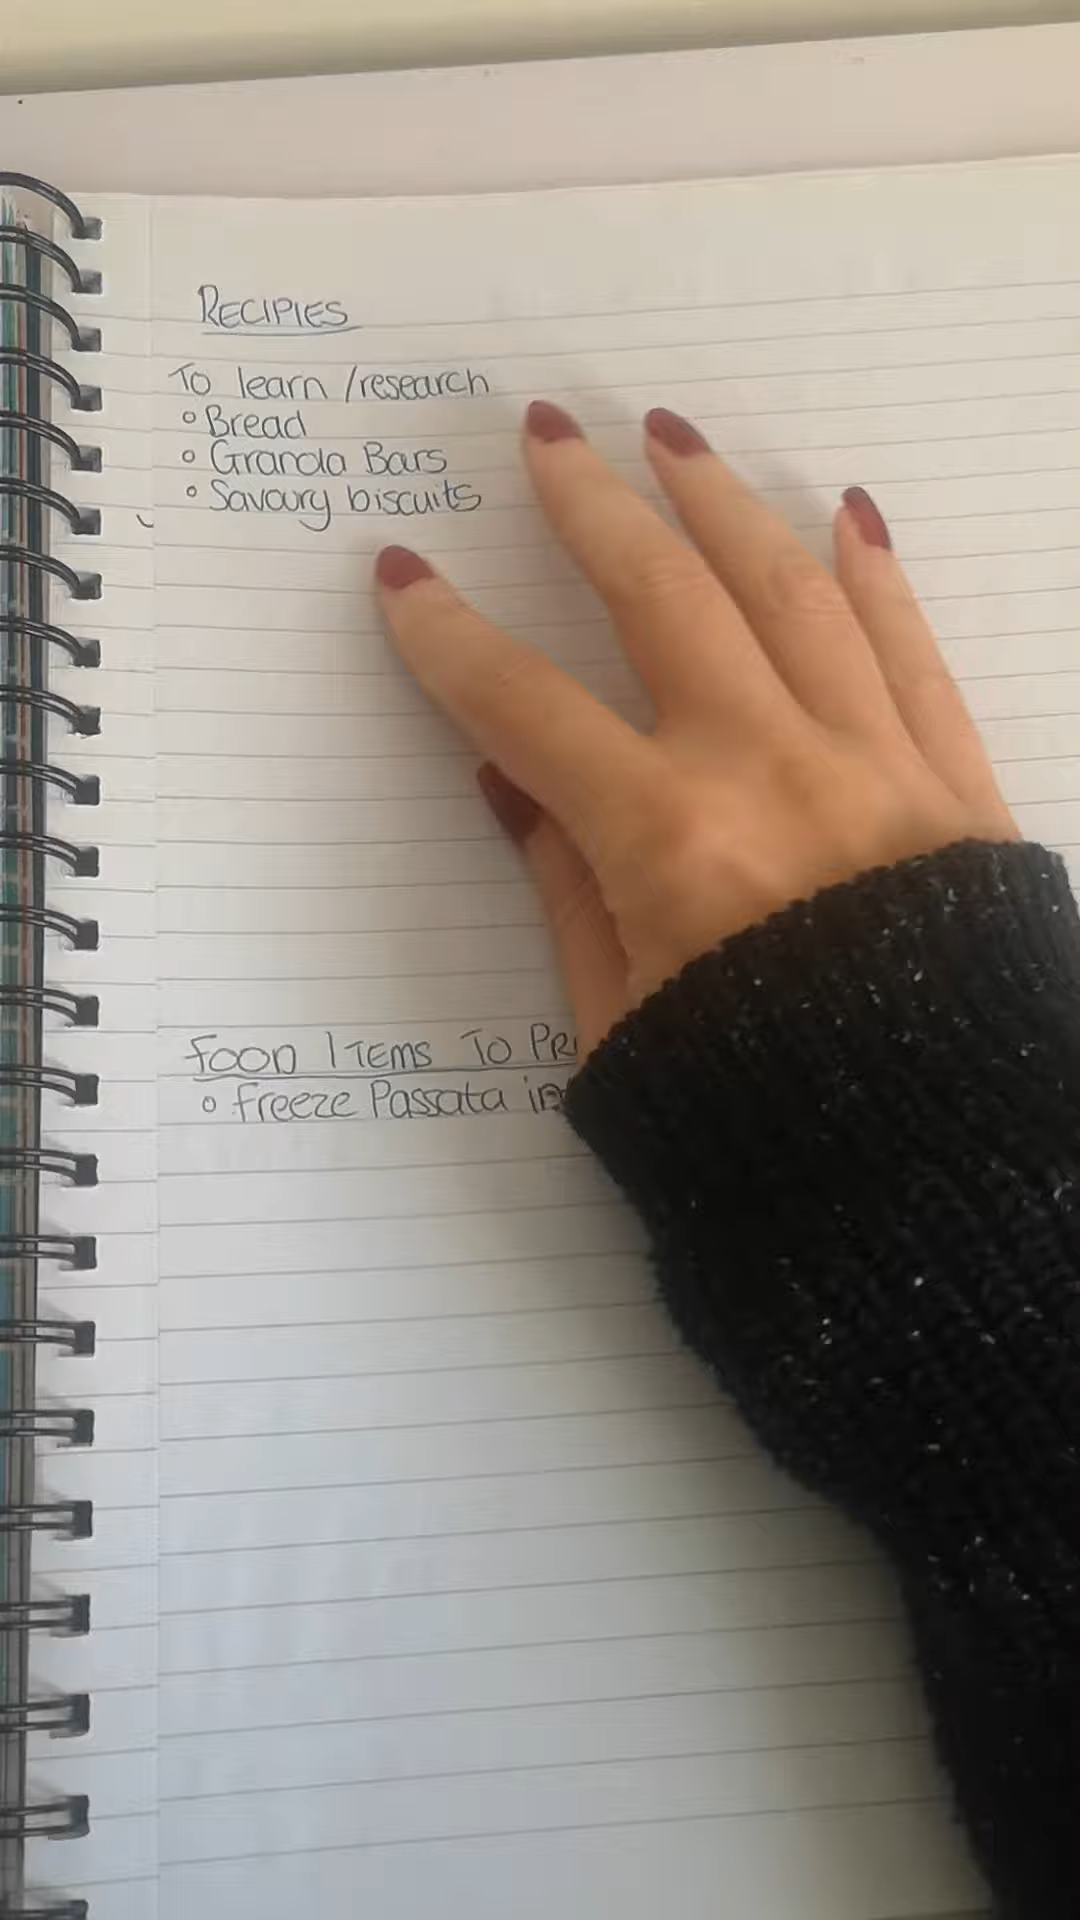 RECIPIES
To learn /research
° Bread
° Granola Bars
° Savoury biscuits
FOOD ITEMS TO
° Freeze Passata